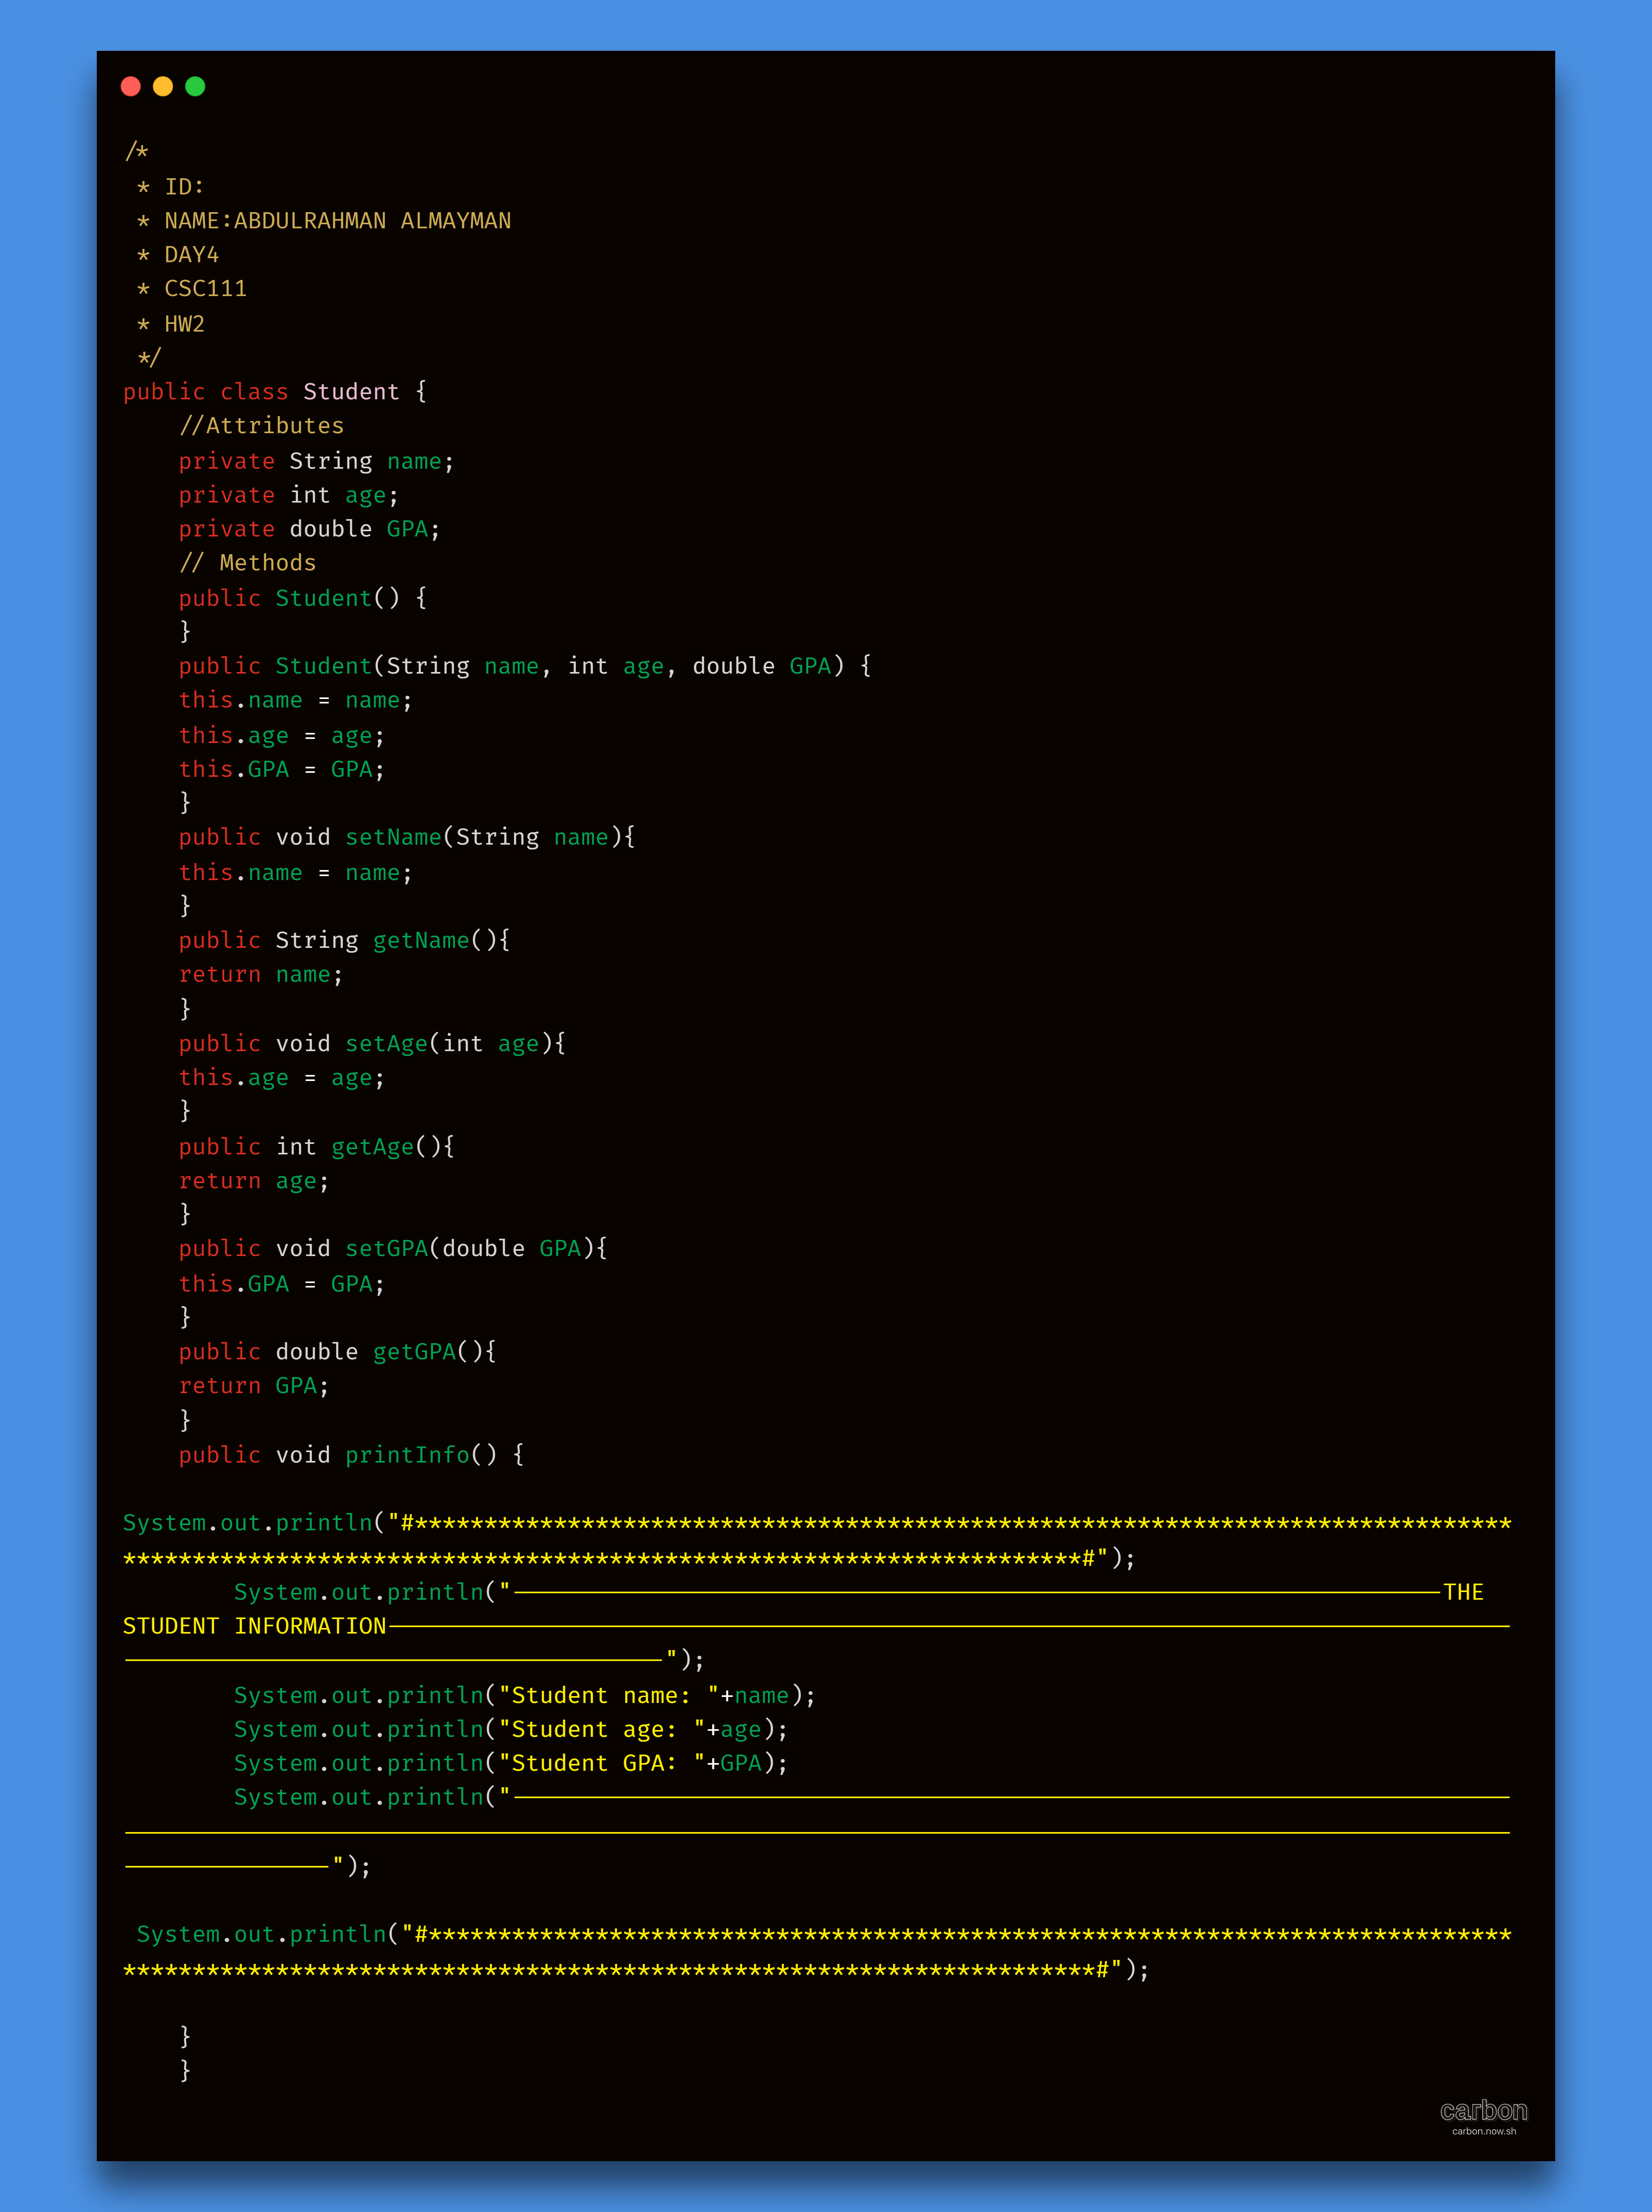 /*
 * ID:
 * NAME:ABDULRAHMAN ALMAYMAN
 * DAY4
 * CSC111
 * HW2
 */
public class Student {
    //Attributes
    private String name;
    private int age;
    private double GPA;
    // Methods
    public Student() {
    }
    public Student(String name, int age, double GPA) {
    this.name = name;
    this.age = age;
    this.GPA = GPA;
    }
    public void setName(String name){
    this.name = name;
    }
    public String getName(){
    return name;
    }
    public void setAge(int age){
    this.age = age;
    }
    public int getAge(){
    return age;
    }
    public void setGPA(double GPA){
    this.GPA = GPA;
    }
    public double getGPA(){
    return GPA;
    }
    public void printInfo() {
System.out.println("#*******************************************************************************
*********************************************************************#");
        System.out.println("-------------------------------------------------------------------THE
STUDENT INFORMATION---------------------------------------------------------------------------------
---------------------------------------");
        System.out.println("Student name: "+name);
        System.out.println("Student age: "+age);
        System.out.println("Student GPA: "+GPA);
        System.out.println("------------------------------------------------------------------------
----------------------------------------------------------------------------------------------------
---------------");
 System.out.println("#******************************************************************************
**********************************************************************#");
    }
    }
carbon
carbon.now.sh